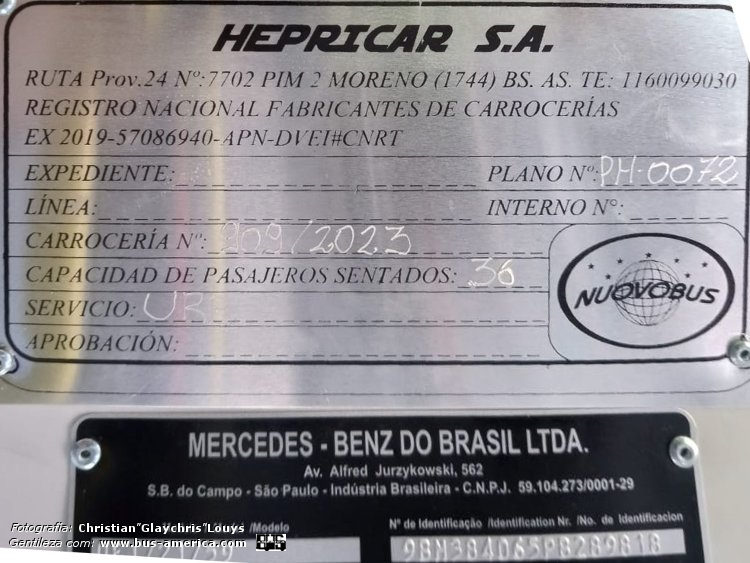 HEPRICAR S.A.
RUTA Prov.24 Nº:7702 PIM 2 MORENO (1744) BS. AS. TE: 1160099030
REGISTRO NACIONAL FABRICANTES DE CARROCERÍAS
EX 2019-57086940-APN-DVEI#CNRT
EXPEDIENTE: PLANO Nº: PH-0072
LÍNEA: INTERNO Nº:
CARROCERÍA Nº: 909/2023
CAPACIDAD DE PASAJEROS SENTADOS: 36
SERVICIO:
APROBACIÓN:
NUOVOBUS
MERCEDES - BENZ DO BRASIL LTDA.
Av. Alfred Jurzykowski, 562
S.B. do Campo - São Paulo - Indústria Brasileira - C.N.P.J. 59.104.273/0001-29
/Modelo
Nº de Identificação /Identification Nr. /No. de Identificacion
9BM384065PB289818
Fotografía: Christian"Glaychris"Louys
Gentileza com: www.bus-america.com